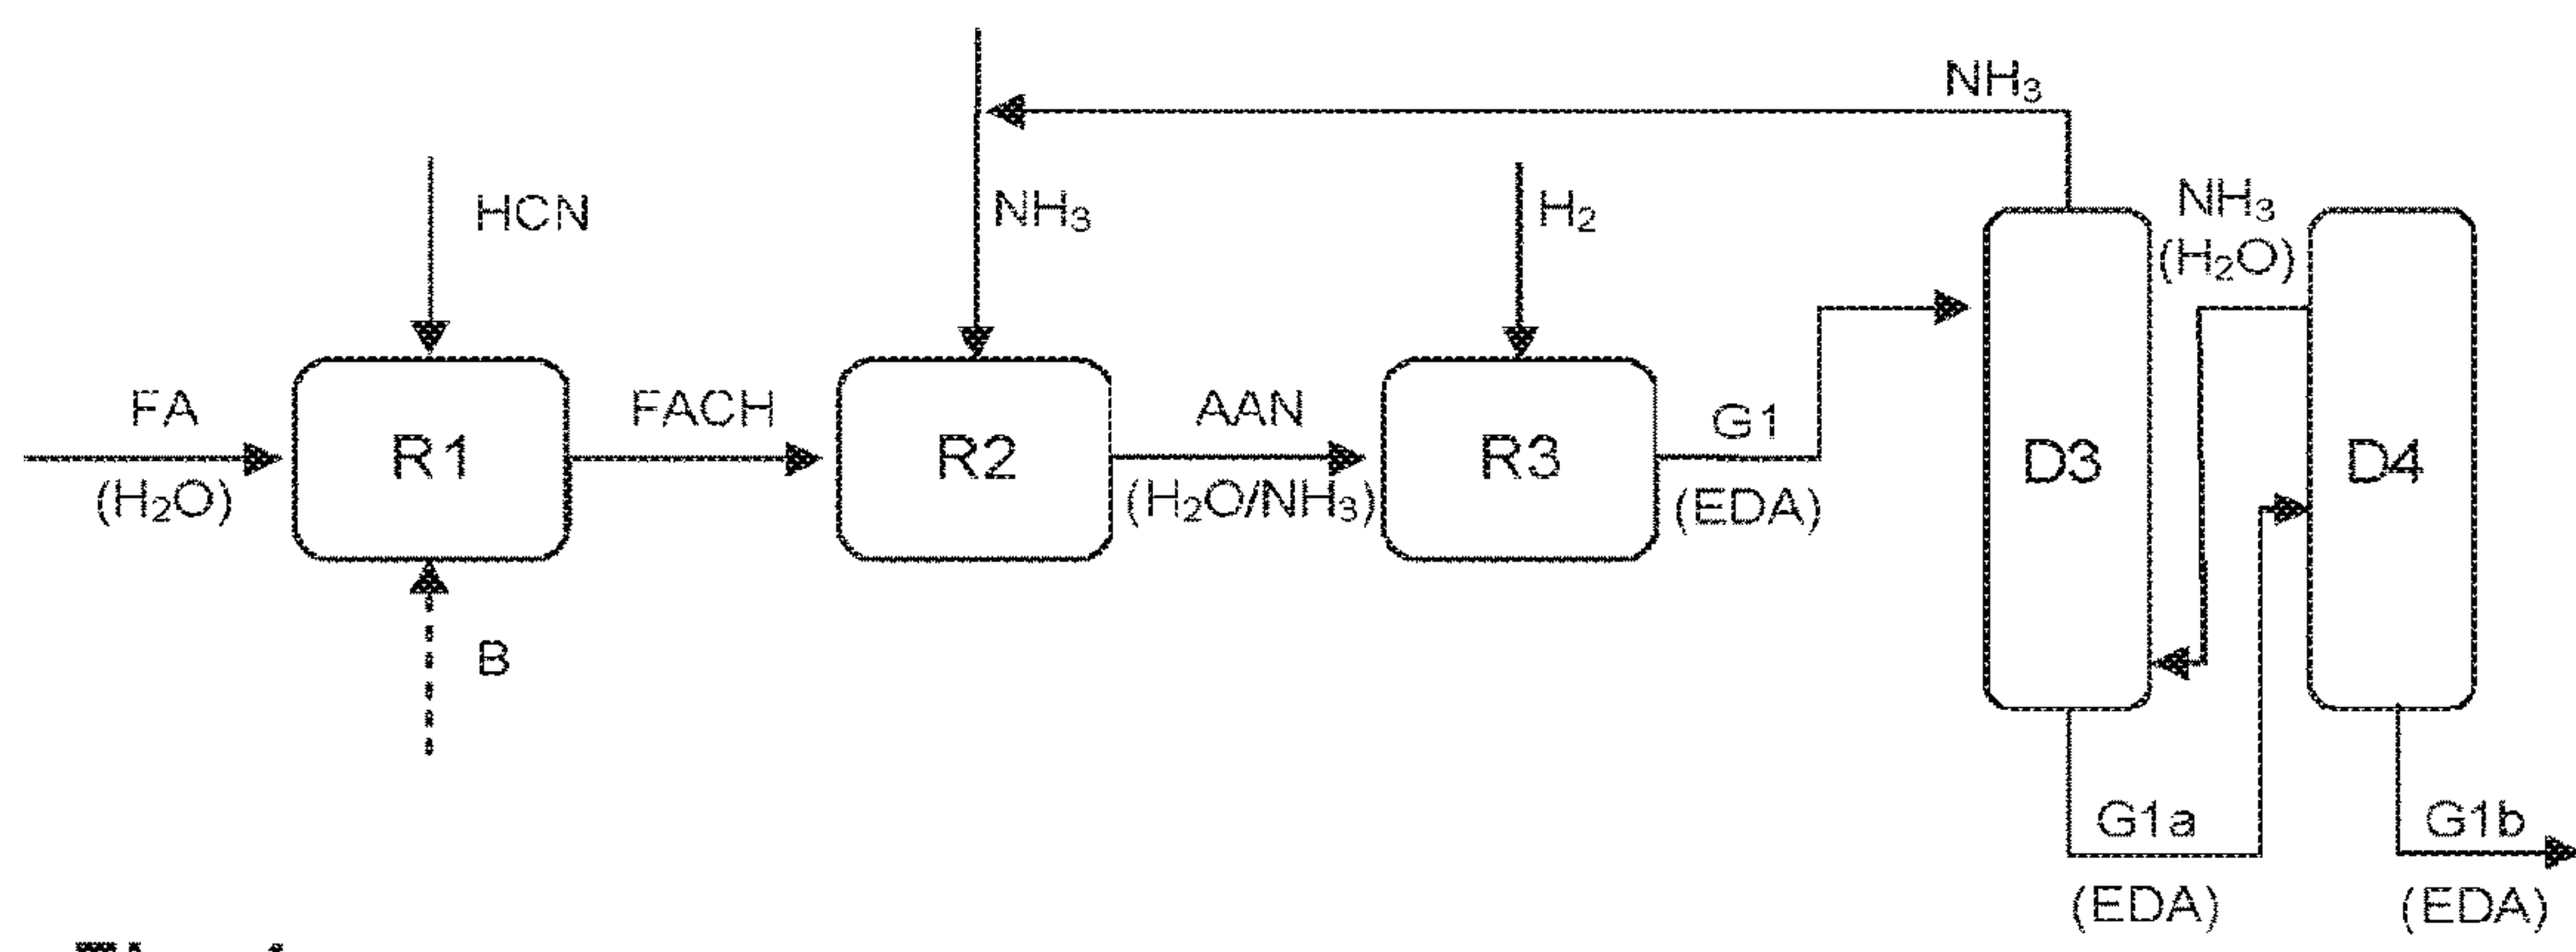 NH₃
HCN
NH₃
H₂
NH₃
(H₂O)
FA
(H₂O)
R1
FACH
R2
AAN
(H₂O/NH₃)
R3
G1
(EDA)
D3
D4
B
G1a
(EDA)
G1b
(EDA)